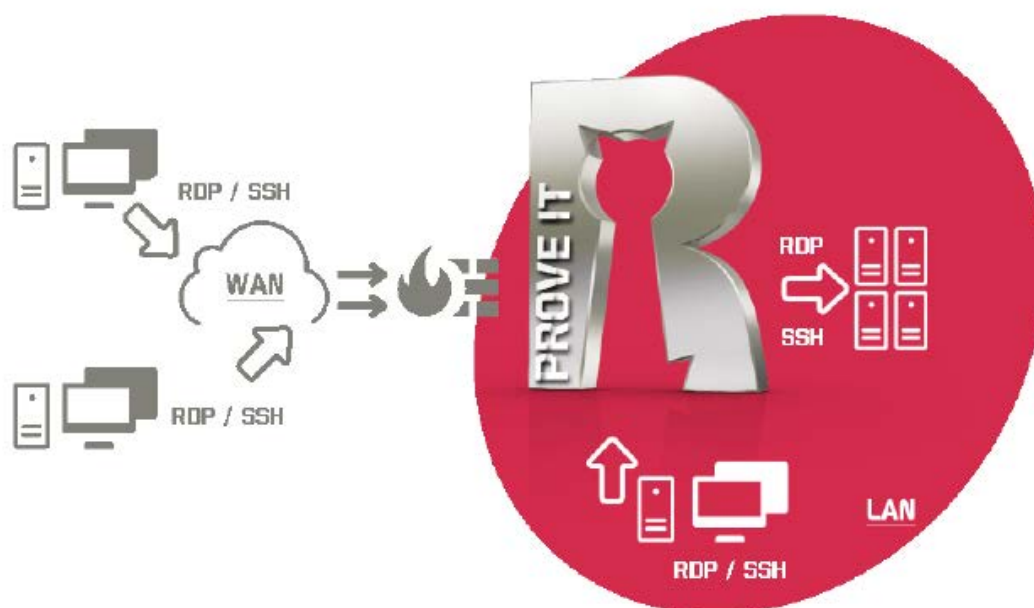 RDP / SSH
WAN
RDP / SSH
PROVE IT
R
RDP
SSH
RDP / SSH
LAN